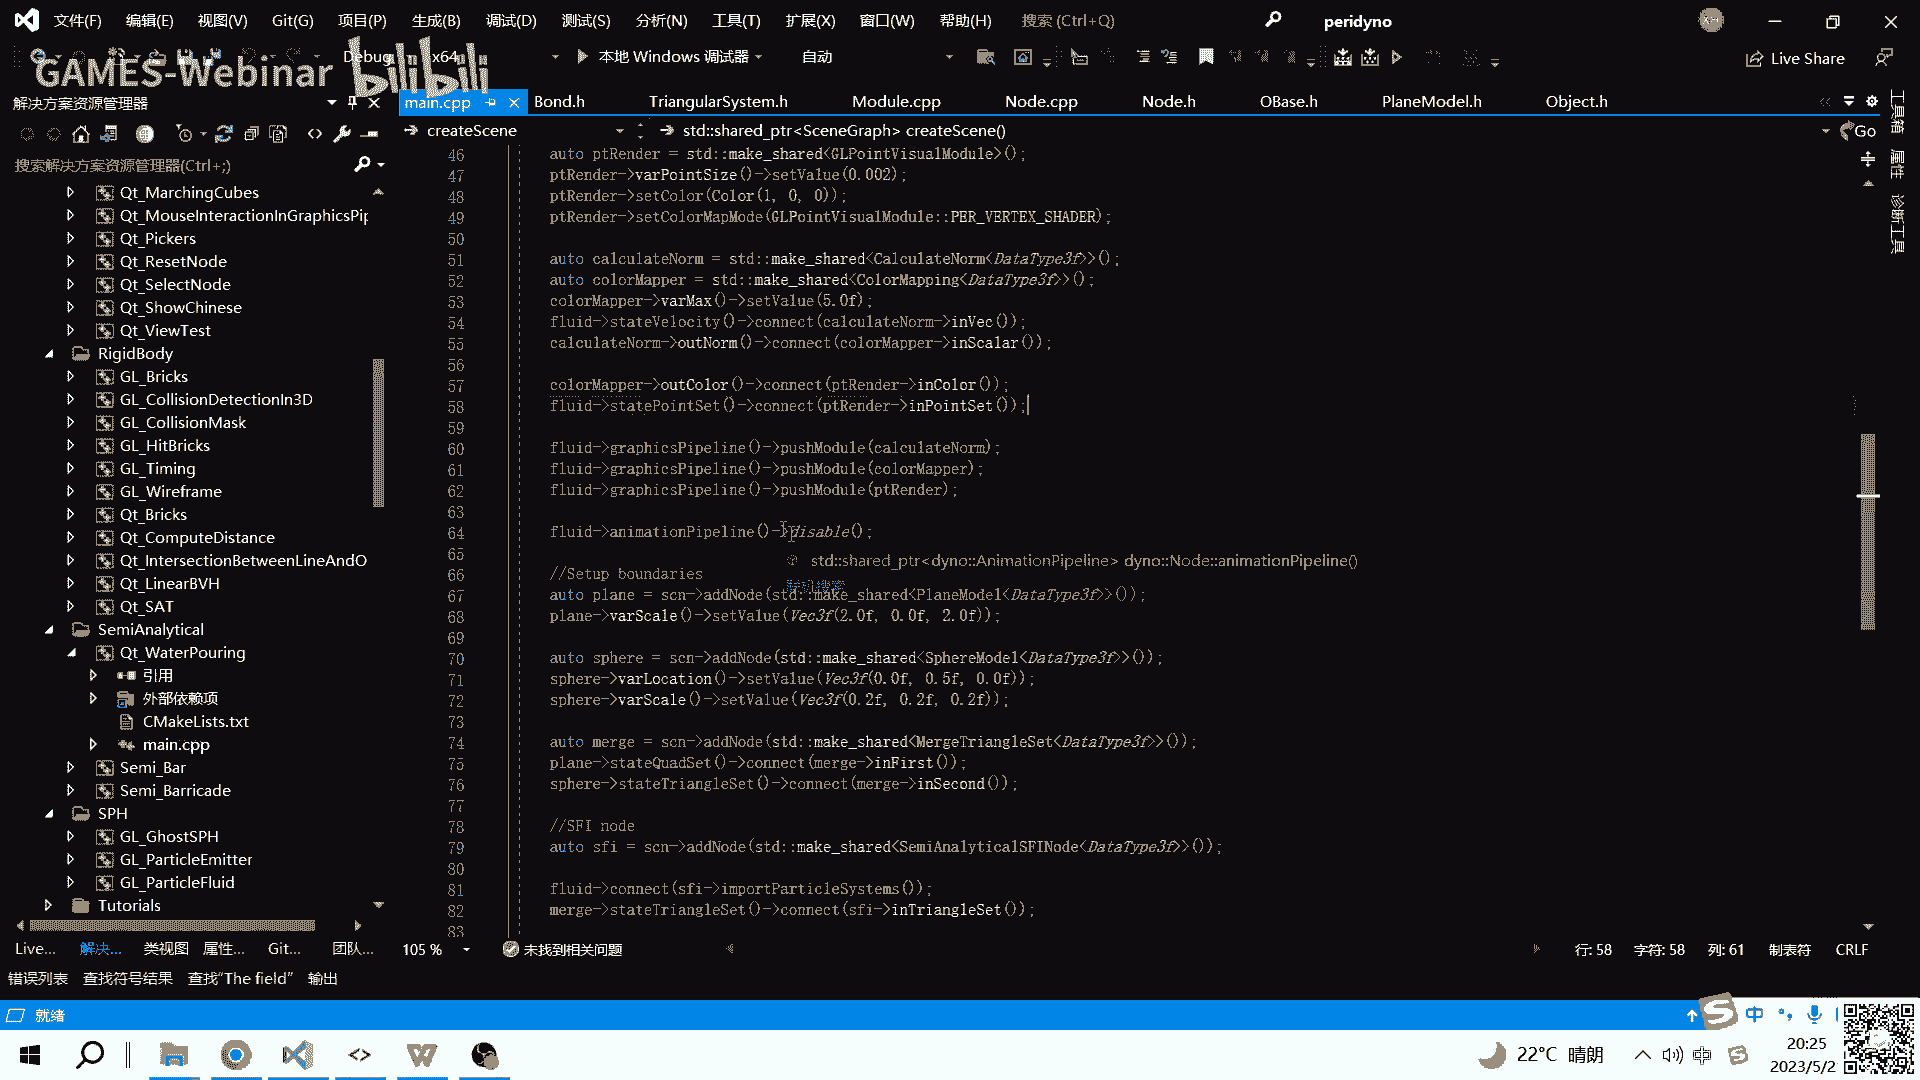 文件(F) 编辑(E) 视图(V) Git(G) 项目(P) 生成(B) 调试(D) 测试(S) 分析(N) 工具(T) 扩展(X) 窗口(W) 帮助(H) 搜索 (Ctrl+Q) peridyno XH
Debug x64 本地 Windows 调试器 自动 Live Share
GAMES-Webinar bilibili
解决方案资源管理器
main.cpp Bond.h TriangularSystem.h Module.cpp Node.cpp Node.h OBase.h PlaneModel.h Object.h
createScene std::shared_ptr<SceneGraph> createScene() Go
搜索解决方案资源管理器(Ctrl+;)
工具箱
属性
诊断工具
Qt_MarchingCubes
Qt_MouseInteractionInGraphicsPip
Qt_Pickers
Qt_ResetNode
Qt_SelectNode
Qt_ShowChinese
Qt_ViewTest
RigidBody
GL_Bricks
GL_CollisionDetectionIn3D
GL_CollisionMask
GL_HitBricks
GL_Timing
GL_Wireframe
Qt_Bricks
Qt_ComputeDistance
Qt_IntersectionBetweenLineAndO
Qt_LinearBVH
Qt_SAT
SemiAnalytical
Qt_WaterPouring
引用
外部依赖项
CMakeLists.txt
main.cpp
Semi_Bar
Semi_Barricade
SPH
GL_GhostSPH
GL_ParticleEmitter
GL_ParticleFluid
Tutorials
46 auto ptRender = std::make_shared<GLPointVisualModule>();
47 ptRender->varPointSize()->setValue(0.002);
48 ptRender->setColor(Color(1, 0, 0));
49 ptRender->setColorMapMode(GLPointVisualModule::PER_VERTEX_SHADER);
50
51 auto calculateNorm = std::make_shared<CalculateNorm<DataType3f>>();
52 auto colorMapper = std::make_shared<ColorMapping<DataType3f>>();
53 colorMapper->varMax()->setValue(5.0f);
54 fluid->stateVelocity()->connect(calculateNorm->inVec());
55 calculateNorm->outNorm()->connect(colorMapper->inScalar());
56
57 colorMapper->outColor()->connect(ptRender->inColor());
58 fluid->statePointSet()->connect(ptRender->inPointSet());
59
60 fluid->graphicsPipeline()->pushModule(calculateNorm);
61 fluid->graphicsPipeline()->pushModule(colorMapper);
62 fluid->graphicsPipeline()->pushModule(ptRender);
63
64 fluid->animationPipeline()->disable();
65 std::shared_ptr<dyno::AnimationPipeline> dyno::Node::animationPipeline()
66 //Setup boundaries
联机搜索
67 auto plane = scn->addNode(std::make_shared<PlaneModel<DataType3f>>());
68 plane->varScale()->setValue(Vec3f(2.0f, 0.0f, 2.0f));
69
70 auto sphere = scn->addNode(std::make_shared<SphereModel<DataType3f>>());
71 sphere->varLocation()->setValue(Vec3f(0.0f, 0.5f, 0.0f));
72 sphere->varScale()->setValue(Vec3f(0.2f, 0.2f, 0.2f));
73
74 auto merge = scn->addNode(std::make_shared<MergeTriangleSet<DataType3f>>());
75 plane->stateQuadSet()->connect(merge->inFirst());
76 sphere->stateTriangleSet()->connect(merge->inSecond());
77
78 //SFI node
79 auto sfi = scn->addNode(std::make_shared<SemiAnalyticalSFINode<DataType3f>>());
80
81 fluid->connect(sfi->importParticleSystems());
82 merge->stateTriangleSet()->connect(sfi->inTriangleSet());
83
Live... 解决... 类视图 属性... Git... 团队... 105 % 未找到相关问题 行: 58 字符: 58 列: 61 制表符 CRLF
错误列表 查找符号结果 查找"The field" 输出
就绪 中
22°C 晴朗 中 20:25
2023/5/2